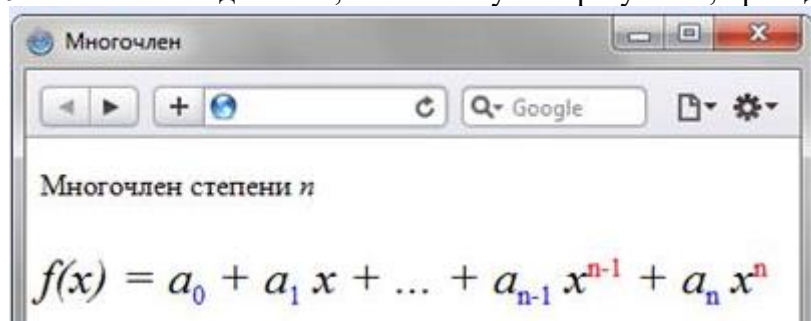 Многочлен
Google
Многочлен степени n
f(x) = a₀ + a₁ x + ... + aₙ₋₁ xⁿ⁻¹ + aₙ xⁿ